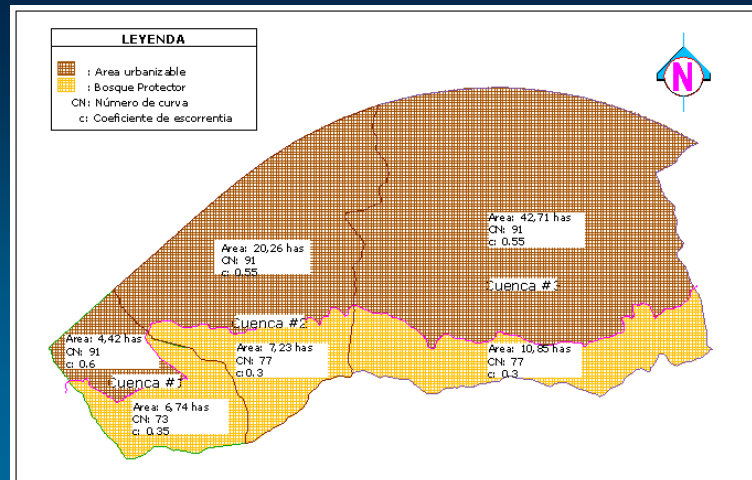 LEYENDA
: Area urbanizable
: Bosque Protector
CN: Número de curva
c: Coeficiente de escorrentia
N
Area: 42,71 has
CN: 91
c: 0.55
Area: 20,26 has
CN: 91
c: 0.55
Cuenca #3
Cuenca #2
Area: 4,42 has
CN: 91
c: 0.6
Area: 7,23 has
CN: 77
c: 0.3
Area: 10,85 has
CN: 77
c: 0.3
Cuenca #1
Area: 6,74 has
CN: 73
c: 0.35